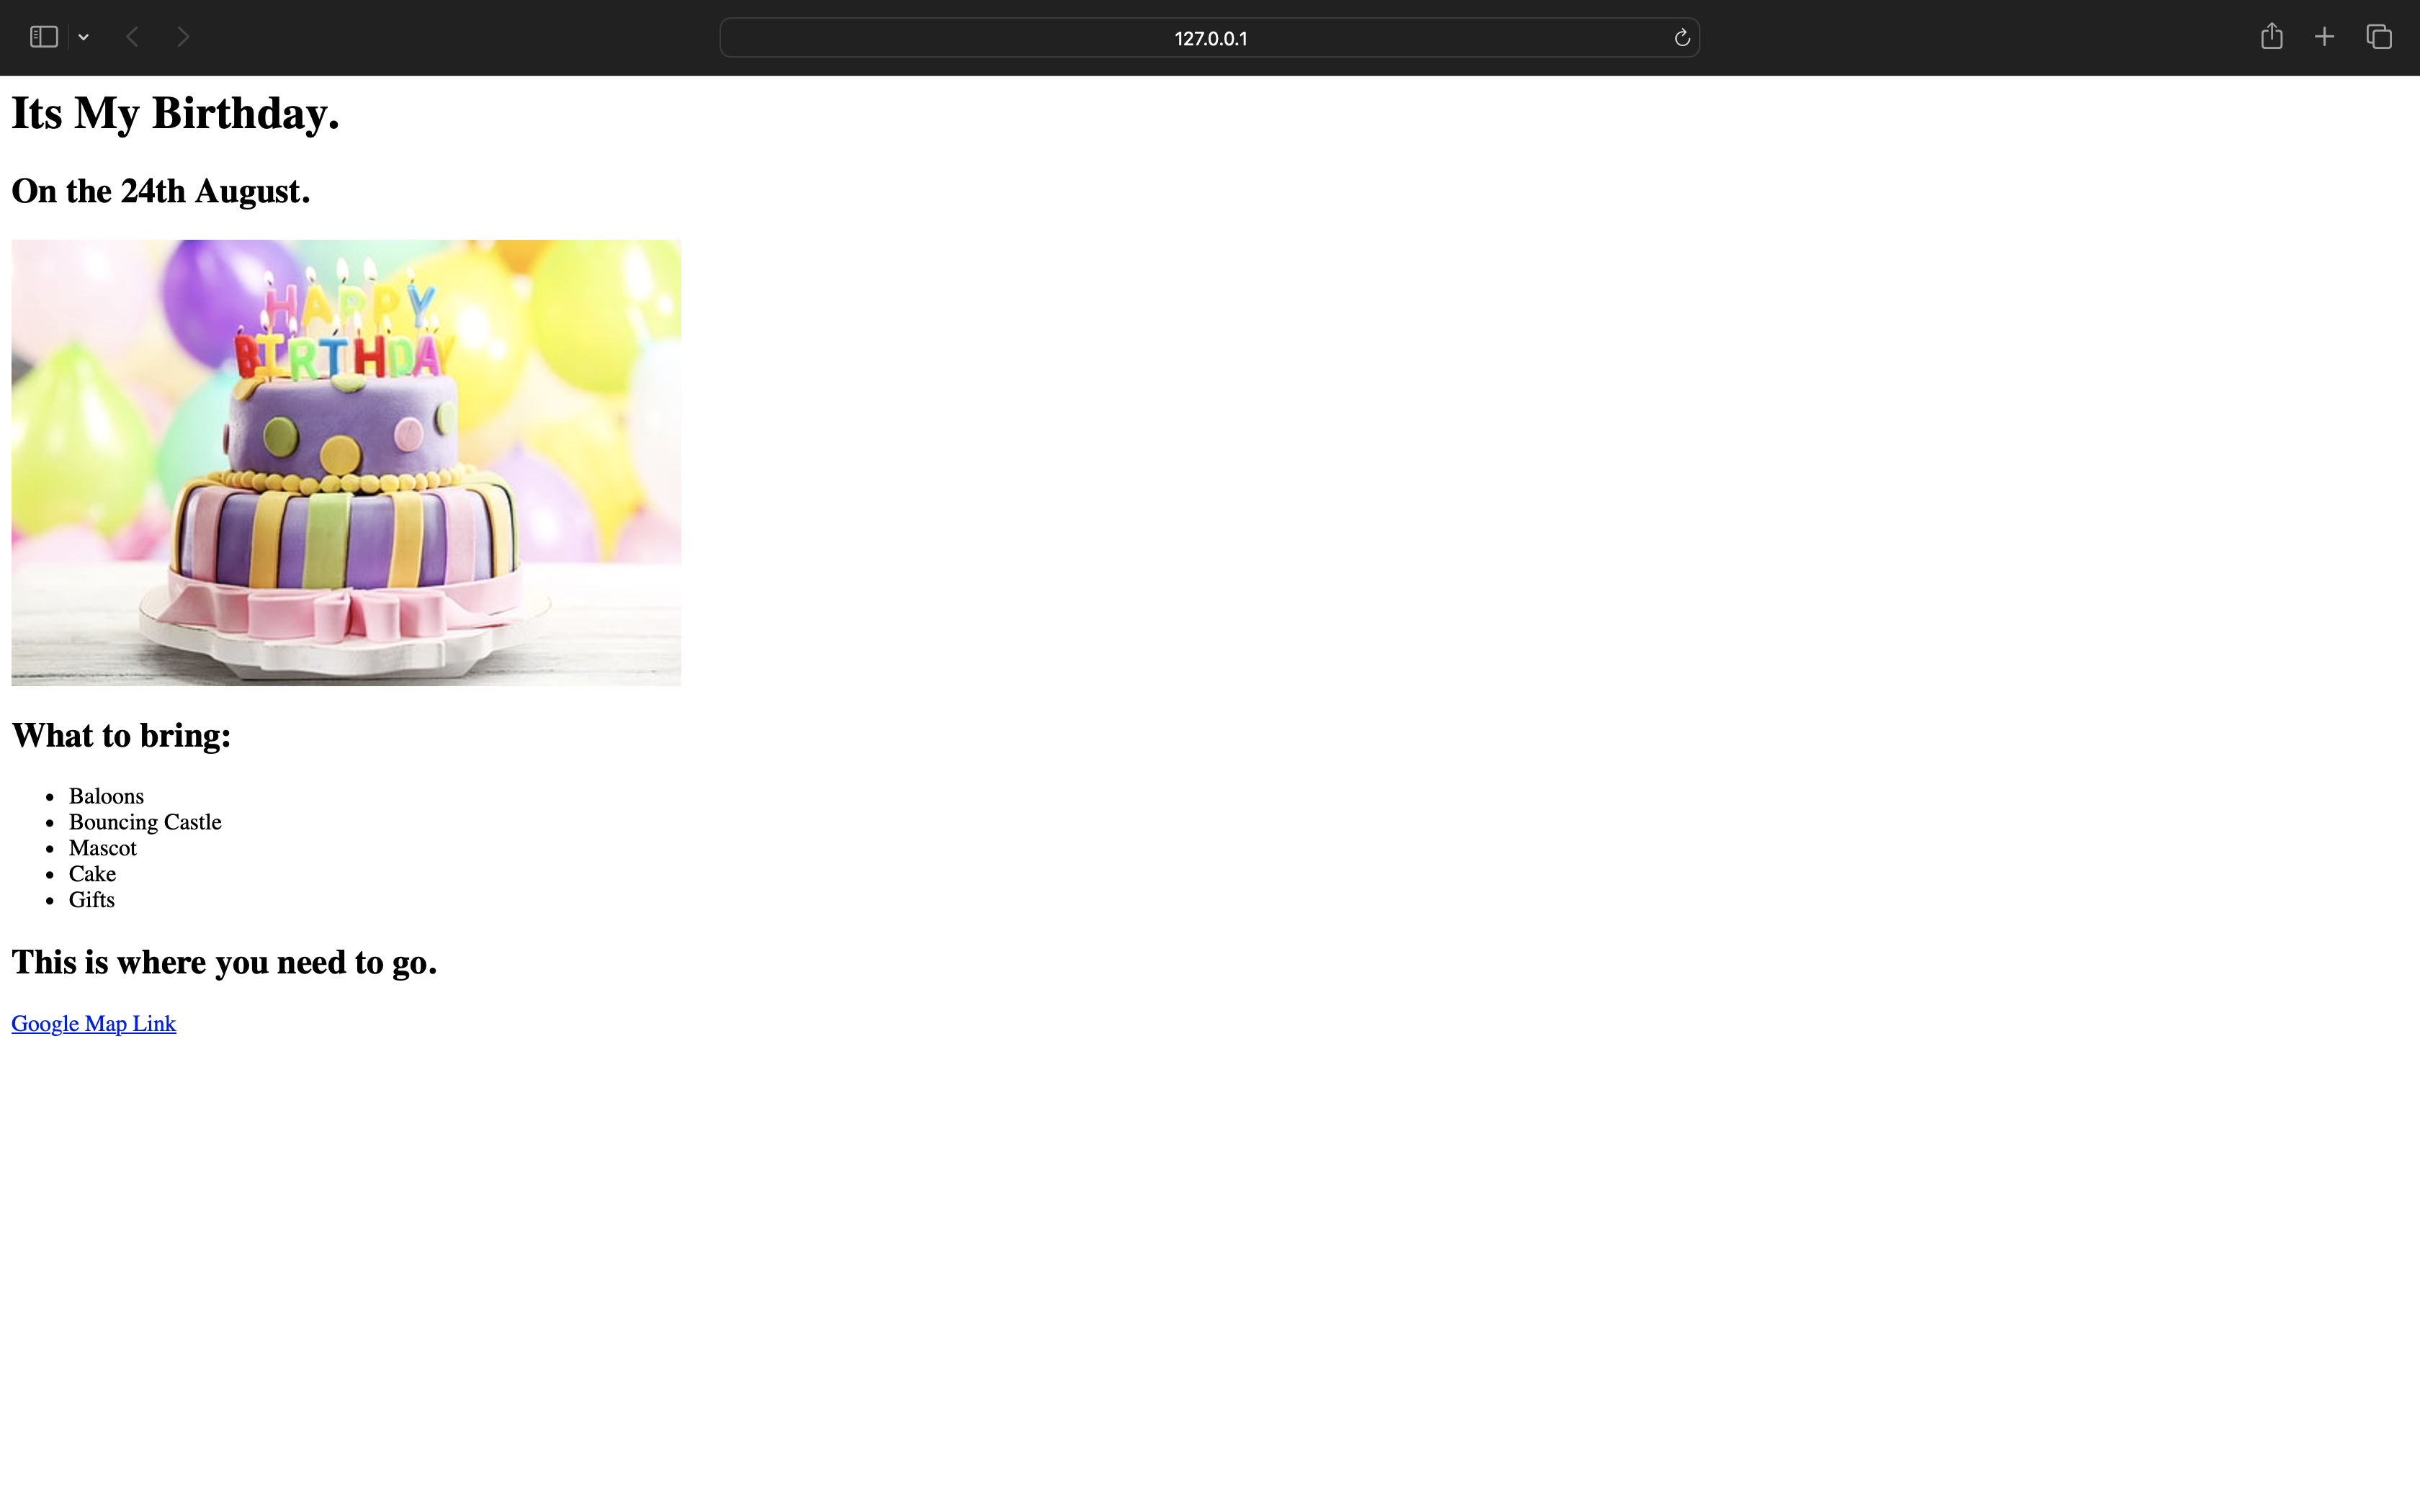 127.0.0.1
Its My Birthday.
On the 24th August.
HAPPY
BIRTHDAY
What to bring:
Baloons
Bouncing Castle
Mascot
Cake
Gifts
This is where you need to go.
Google Map Link